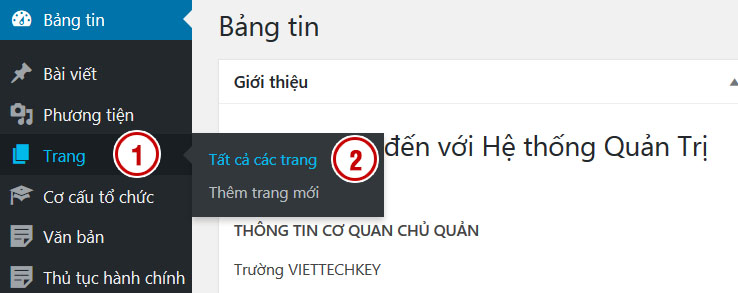 Bảng tin
Bài viết
Phương tiện
Trang
1
Tất cả các trang
2
Thêm trang mới
Cơ cấu tổ chức
Văn bản
Thủ tục hành chính
Bảng tin
Giới thiệu
đến với Hệ thống Quản Trị
THÔNG TIN CƠ QUAN CHỦ QUẢN
Trường VIETTECHKEY